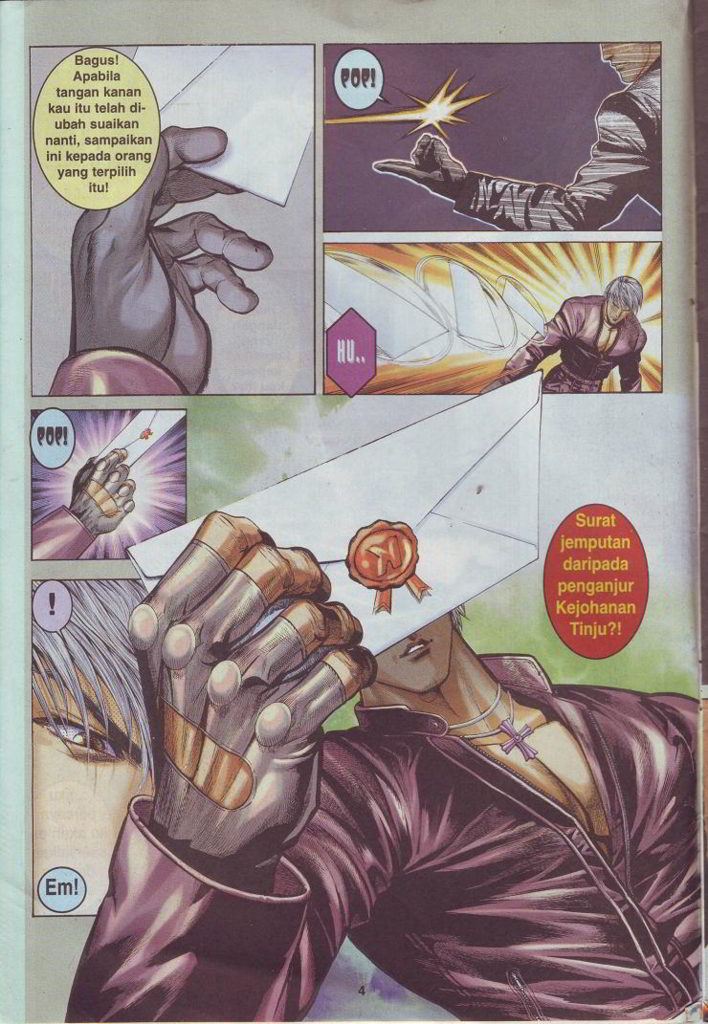 Bagus!
Apabila
tangan kanan
kau itu telah di-
ubah suaikan
nanti, sampaikan
ini kepada orang
yang terpilih
itu!
POP!
HU..
POP!
Surat
jemputan
daripada
penganjur
Kejohanan
Tinju?!
!
Em!
4